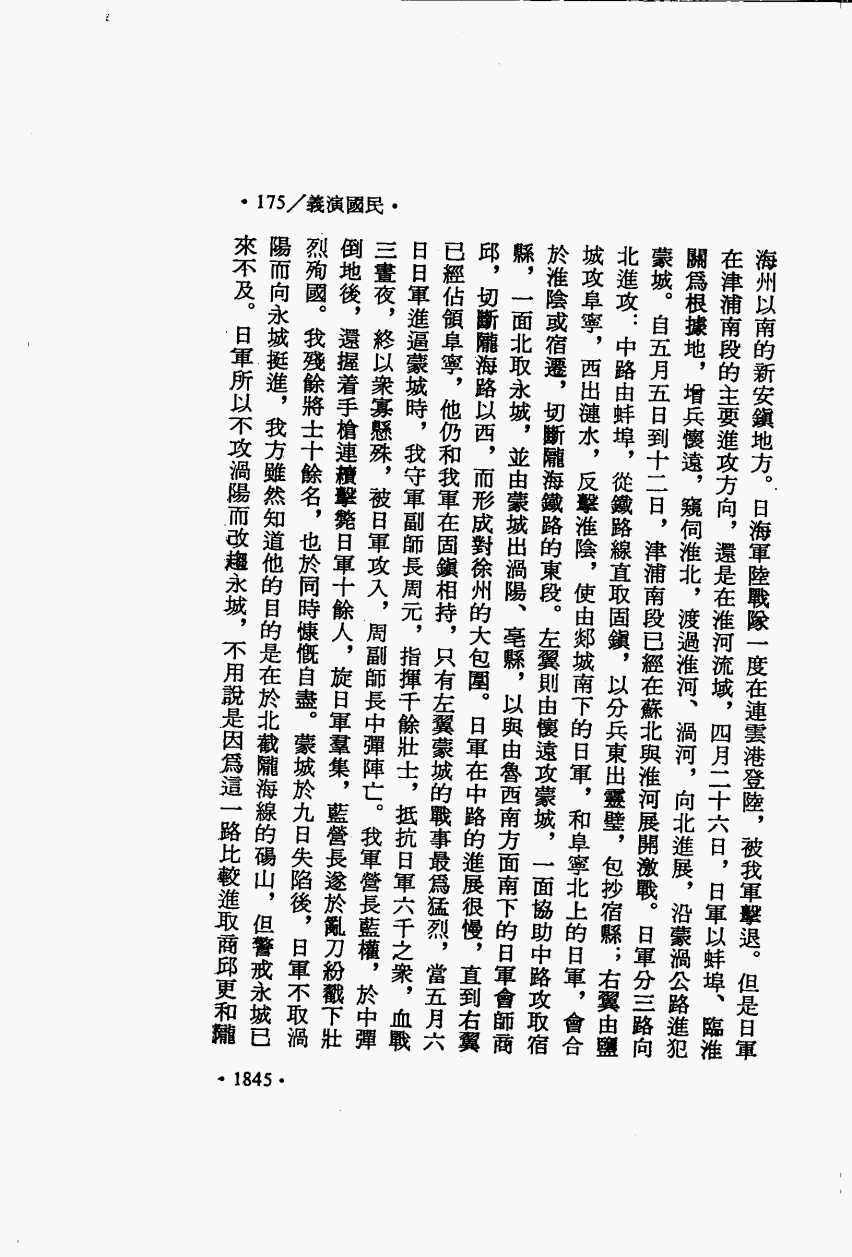 •民國演義／175•
海州以南的新安鎮地方。日海軍陸戰隊一度在連雲港登陸，被我軍擊退。但是日軍
在津浦南段的主要進攻方向，還是在淮河流域，四月二十六日，日軍以蚌埠、臨淮
關爲根據地，增兵懷遠，窺伺淮北，渡過淮河、渦河，向北進展，沿蒙渦公路進犯
蒙城。自五月五日到十二日，津浦南段已經在蘇北與淮河展開激戰。日軍分三路向
北進攻：中路由蚌埠，從鐵路線直取固鎮，以分兵東出靈璧，包抄宿縣；右翼由鹽
城攻阜寧，西出漣水，反擊淮陰，使由郯城南下的日軍，和阜寧北上的日軍，會合
於淮陰或宿遷，切斷隴海鐵路的東段。左翼則由懷遠攻蒙城，一面協助中路攻取宿
縣，一面北取永城，並由蒙城出渦陽、亳縣，以與由魯西南方面南下的日軍會師商
邱，切斷隴海路以西，而形成對徐州的大包圍。日軍在中路的進展很慢，直到右翼
已經佔領阜寧，他仍和我軍在固鎮相持，只有左翼蒙城的戰事最爲猛烈，當五月六
日日軍進逼蒙城時，我守軍副師長周元，指揮千餘壯士，抵抗日軍六千之衆，血戰
三晝夜，終以衆寡懸殊，被日軍攻入，周副師長中彈陣亡。我軍營長藍權，於中彈
倒地後，還握着手槍連續擊斃日軍十餘人，旋日軍羣集，藍營長遂於亂刀紛戳下壯
烈殉國。我殘餘將士十餘名，也於同時慷慨自盡。蒙城於九日失陷後，日軍不取渦
陽而向永城挺進，我方雖然知道他的目的是在於北截隴海線的碭山，但警戒永城已
來不及。日軍所以不攻渦陽而改趨永城，不用說是因爲這一路比較進取商邱更和隴
•1845•